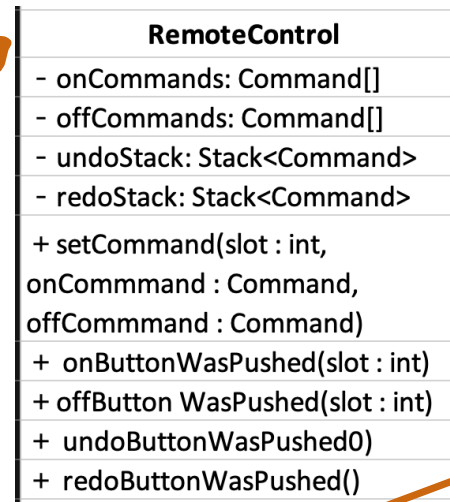 RemoteControl
- onCommands: Command[]
- offCommands: Command[]
- undoStack: Stack<Command>
- redoStack: Stack<Command>
+ setCommand(slot : int,
onCommmand : Command,
offCommmand : Command)
+ onButtonWasPushed(slot : int)
+ offButton WasPushed(slot : int)
+ undoButtonWasPushed0)
+ redoButtonWasPushed()